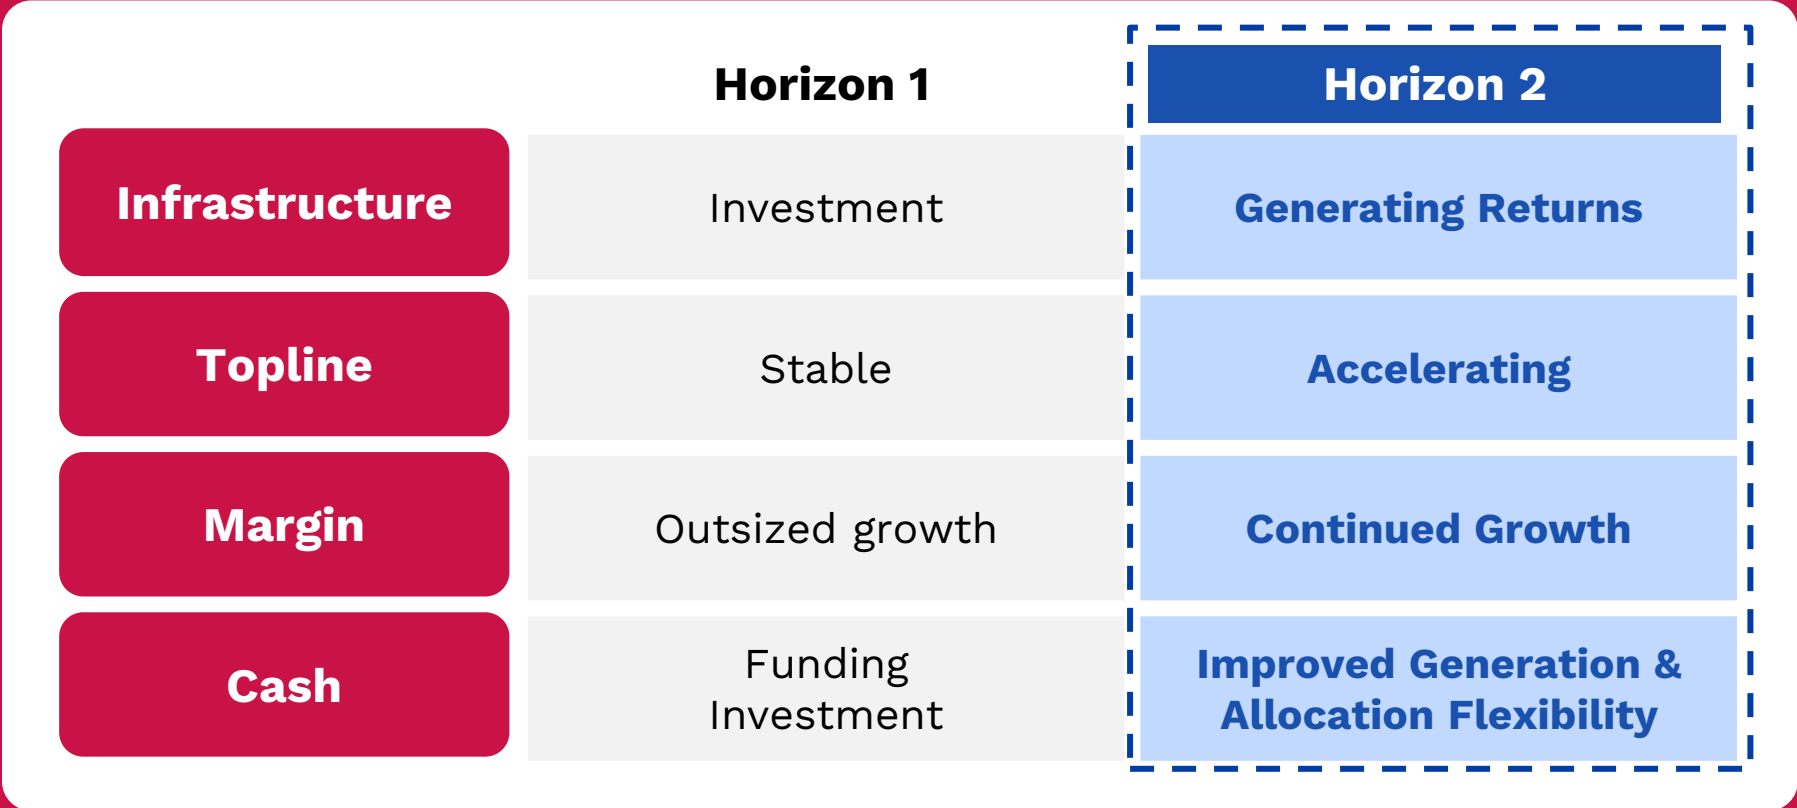 Horizon 1
Horizon 2
Infrastructure
Investment
Generating Returns
Topline
Stable
Accelerating
Margin
Outsized growth
Continued Growth
Cash
Funding
Investment
Improved Generation &
Allocation Flexibility